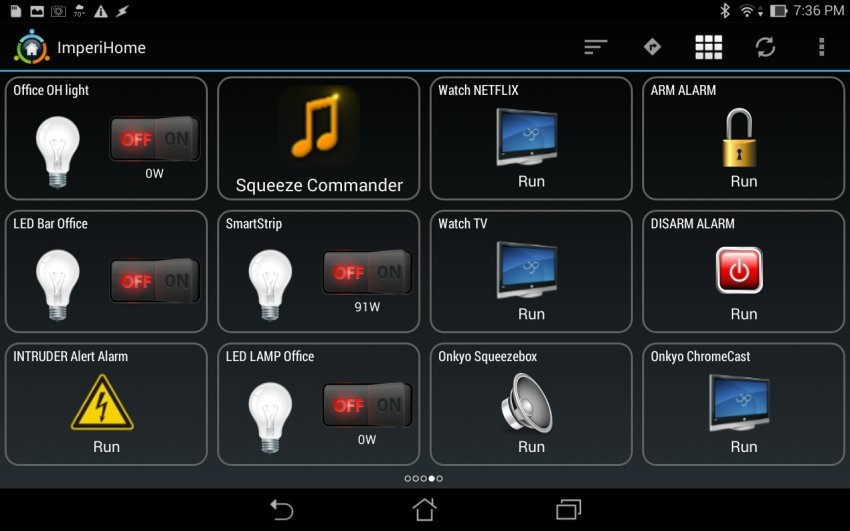 70°
7:36 PM
ImperiHome
Office OH light
OFF ON
0W
Squeeze Commander
Watch NETFLIX
Run
ARM ALARM
Run
LED Bar Office
OFF ON
SmartStrip
OFF ON
91W
Watch TV
Run
DISARM ALARM
Run
INTRUDER Alert Alarm
Run
LED LAMP Office
OFF ON
0W
Onkyo Squeezebox
Run
Onkyo ChromeCast
Run